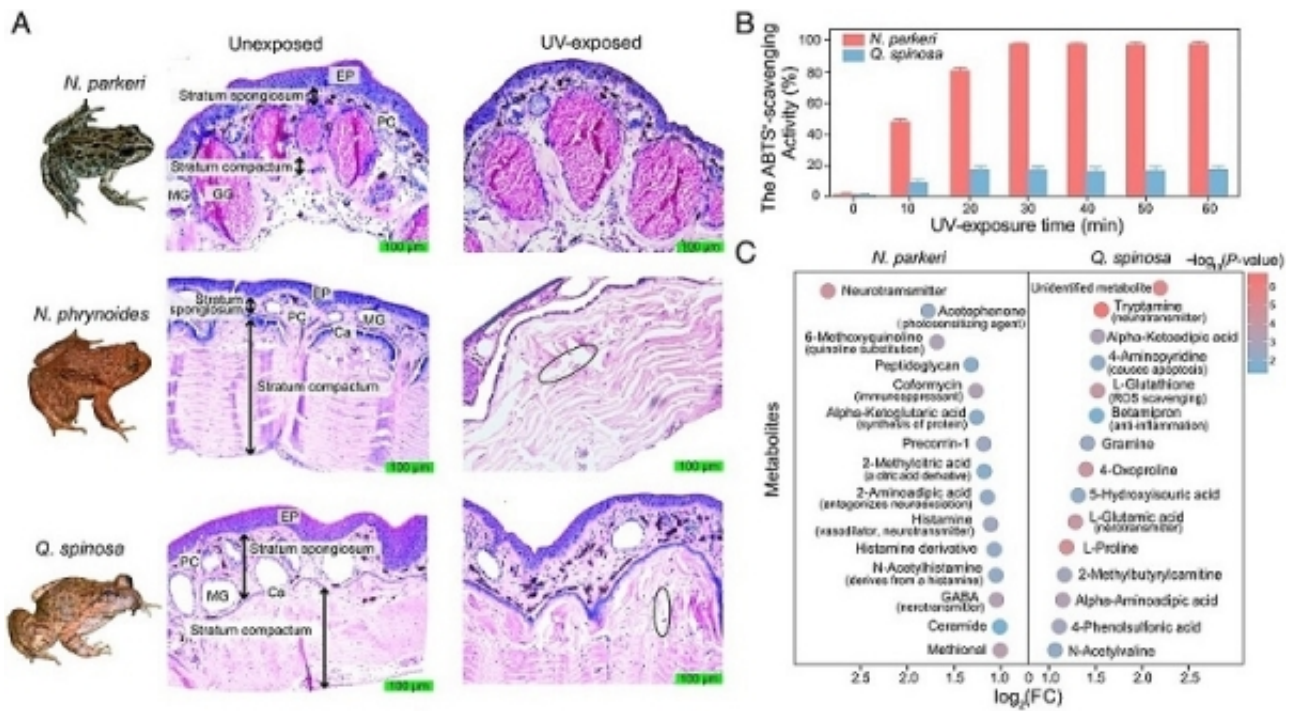 A
Unexposed
UV-exposed
N. parkeri
EP
Stratum spongiosum
PC
Stratum compactum
MG
GG
100 µm
100 µm
N. phrynoides
EP
Stratum
spongiosum
PC
MG
Ca
Stratum compactum
100 µm
100 µm
Q. spinosa
EP
PC
Stratum spongiosum
MG
Ca
Stratum compactum
100 µm
100 µm
B
The ABTS⁺-scavenging
Activity (%)
100
80
60
40
20
0
N. parkeri
Q. spinosa
0 10 20 30 40 50 60
UV-exposure time (min)
C
N. parkeri
Q. spinosa
-log₁₀(P-value)
6
5
4
3
2
Metabolites
Neurotramsmitter
Acetophenone
(photosensitizing agent)
6-Methoxyquinoline
(quinoline substitution)
Peptidoglycan
Coformycin
(immunosppressant)
Alpha-Ketoglutaric acid
(synthesis of protein)
Precorrin-1
2-Methylcitric acid
(a citric acid derivative)
2-Aminoadipic acid
(antagonizes neuroexciation)
Histamine
(vasodilator, neurotransmitter)
Histamine derivative
N-Acetylhistamine
(derives from a histamine)
GABA
(nerotransmitter)
Ceramide
Methional
Unidentified metabolite
Tryptamine
(neurotransmitter)
Alpha-Ketoadipic acid
4-Aminopyridine
(causes apoptosis)
L-Glutathione
(ROS scavenging)
Betamipron
(anti-inflammation)
Gramine
4-Oxoproline
5-Hydroxyisouric acid
L-Glutamic acid
(nerotransmitter)
L-Proline
2-Methylbutyrylcarnitine
Alpha-Aminoadipic acid
4-Phenolsulfonic acid
N-Acetylvaline
2.5 2.0 1.5 1.0 0 1.0 1.5 2.0 2.5
log₂(FC)